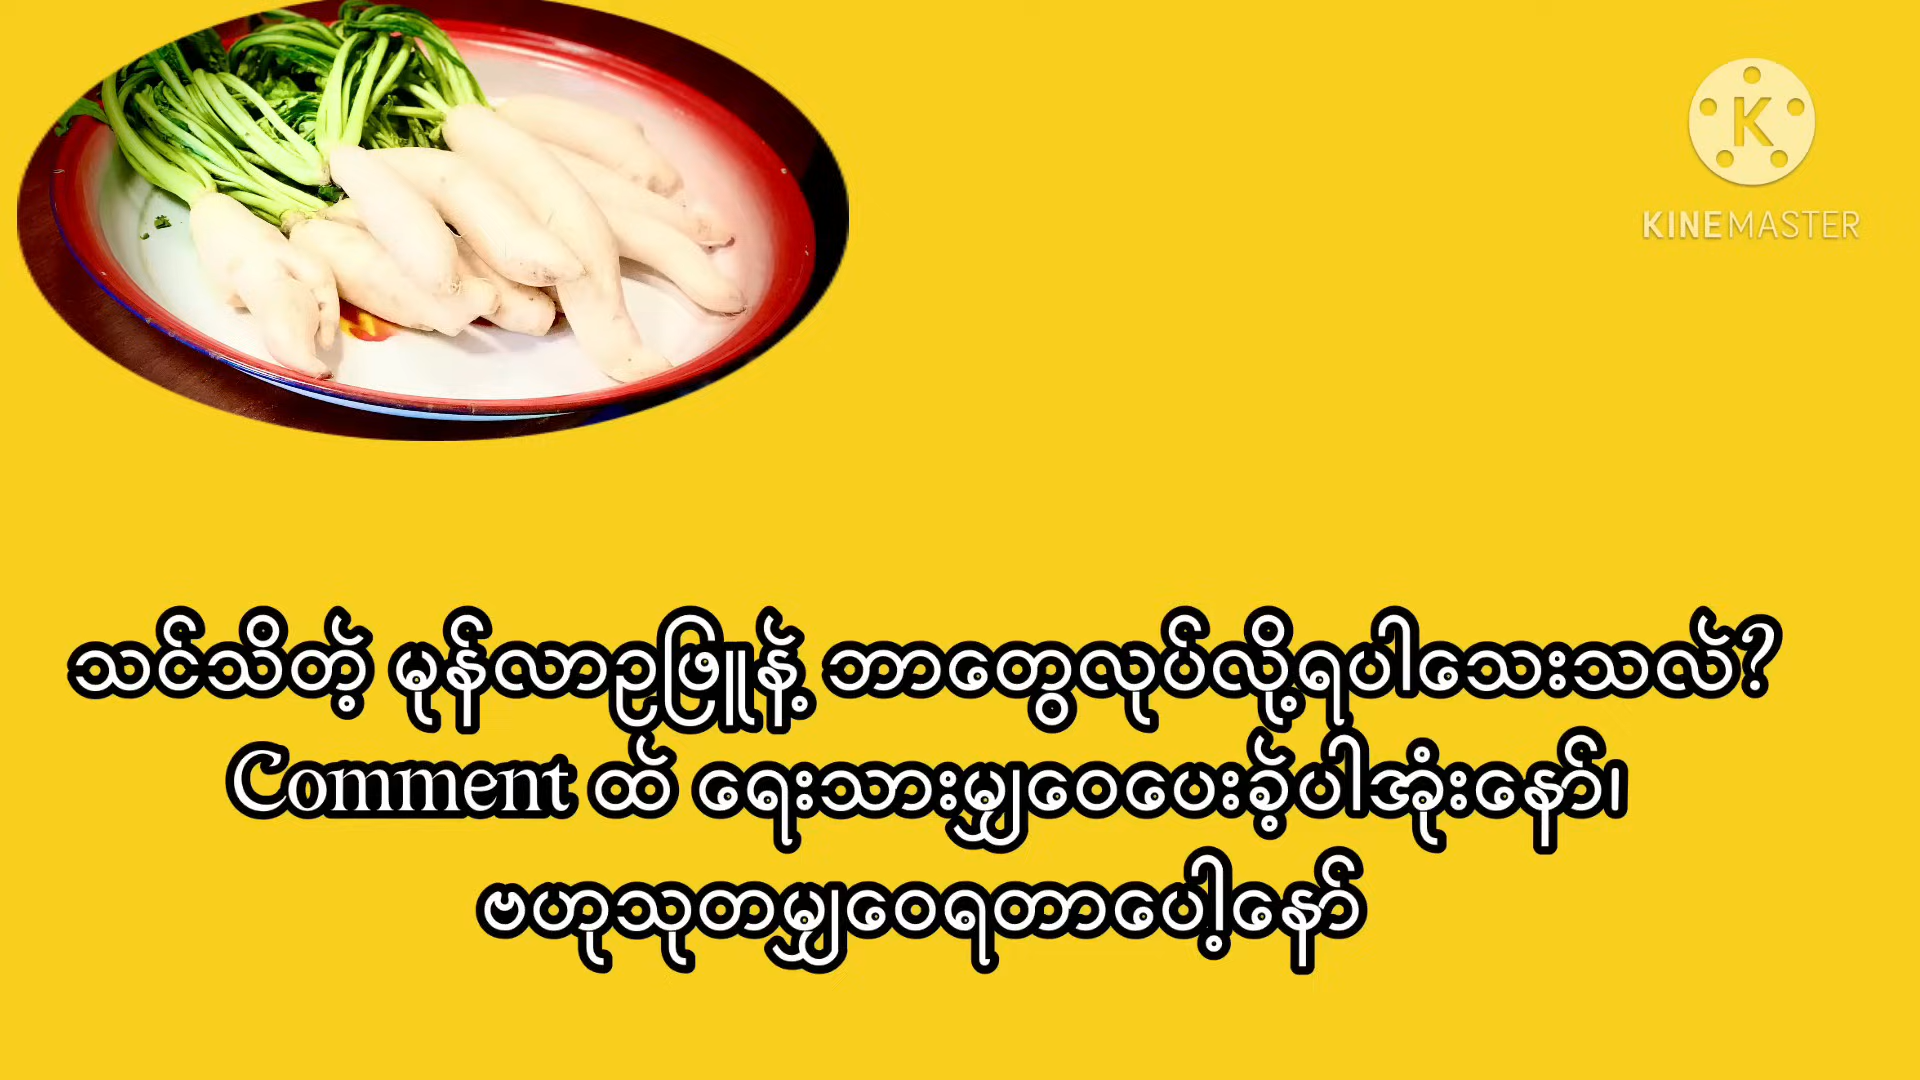 KINEMASTER
သင်သိတဲ့ မုန်လာဥဖြူနဲ့ ဘာတွေလုပ်လို့ရပါသေးသလဲ?
Comment ထဲ ရေးသားမျှဝေပေးခဲ့ပါအုံးနော်၊
ဗဟုသုတမျှဝေရတာပေါ့နော်